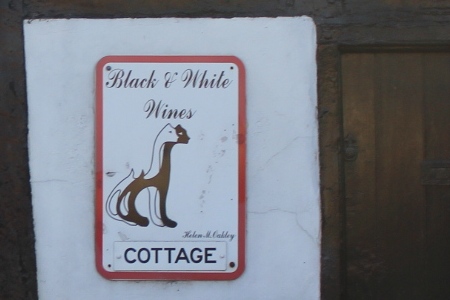 Black & White
Wines
Helen M. Oakley
COTTAGE